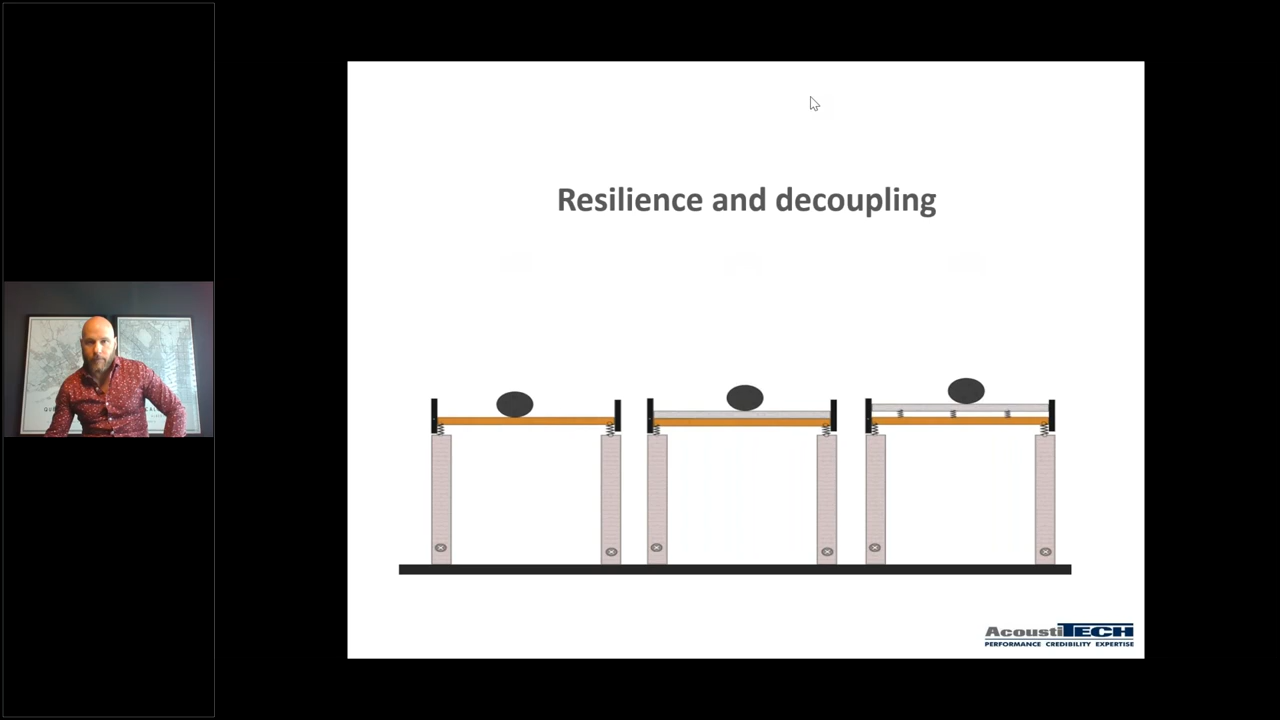 Resilience and decoupling
AcoustiTECH
PERFORMANCE CREDIBILITY EXPERTISE